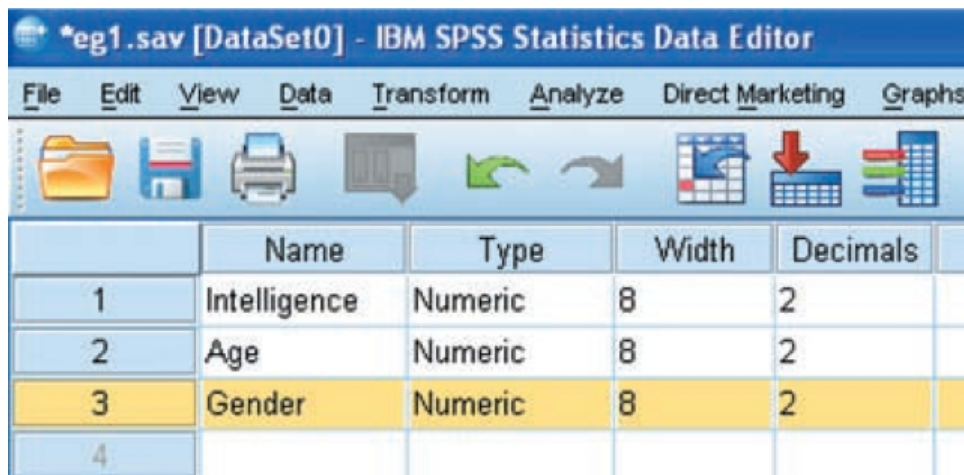 *eg1.sav [DataSet0] - IBM SPSS Statistics Data Editor
File Edit View Data Transform Analyze Direct Marketing Graphs
Name Type Width Decimals
1 Intelligence Numeric 8 2
2 Age Numeric 8 2
3 Gender Numeric 8 2
4